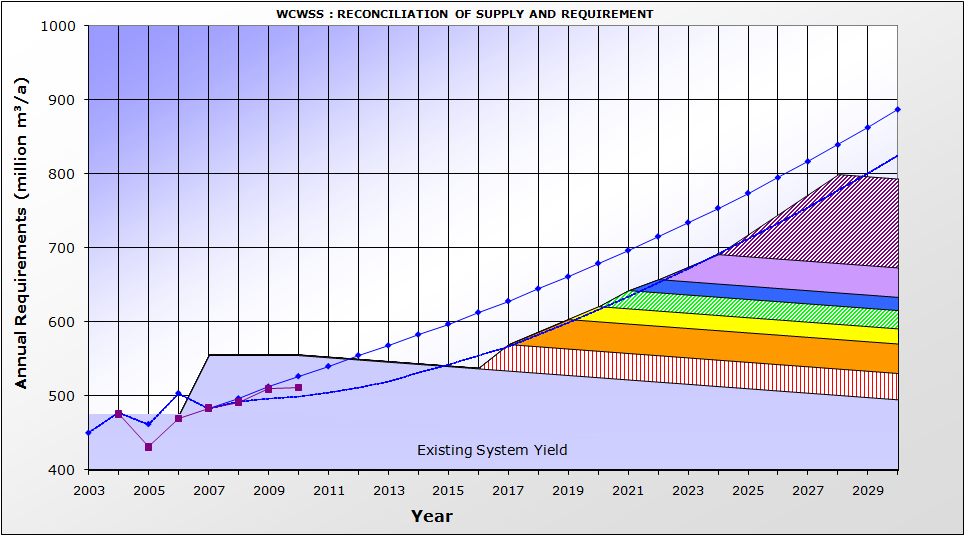 WCWSS : RECONCILIATION OF SUPPLY AND REQUIREMENT
Annual Requirements (million m³/a)
1000
900
800
700
600
500
400
Existing System Yield
2003 2005 2007 2009 2011 2013 2015 2017 2019 2021 2023 2025 2027 2029
Year